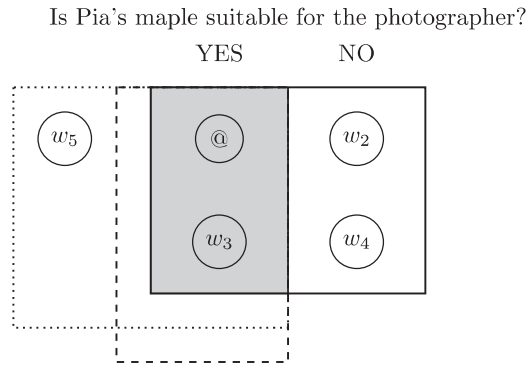 Is Pia's maple suitable for the photographer?
YES NO
w₅ @ w₂
w₃ w₄